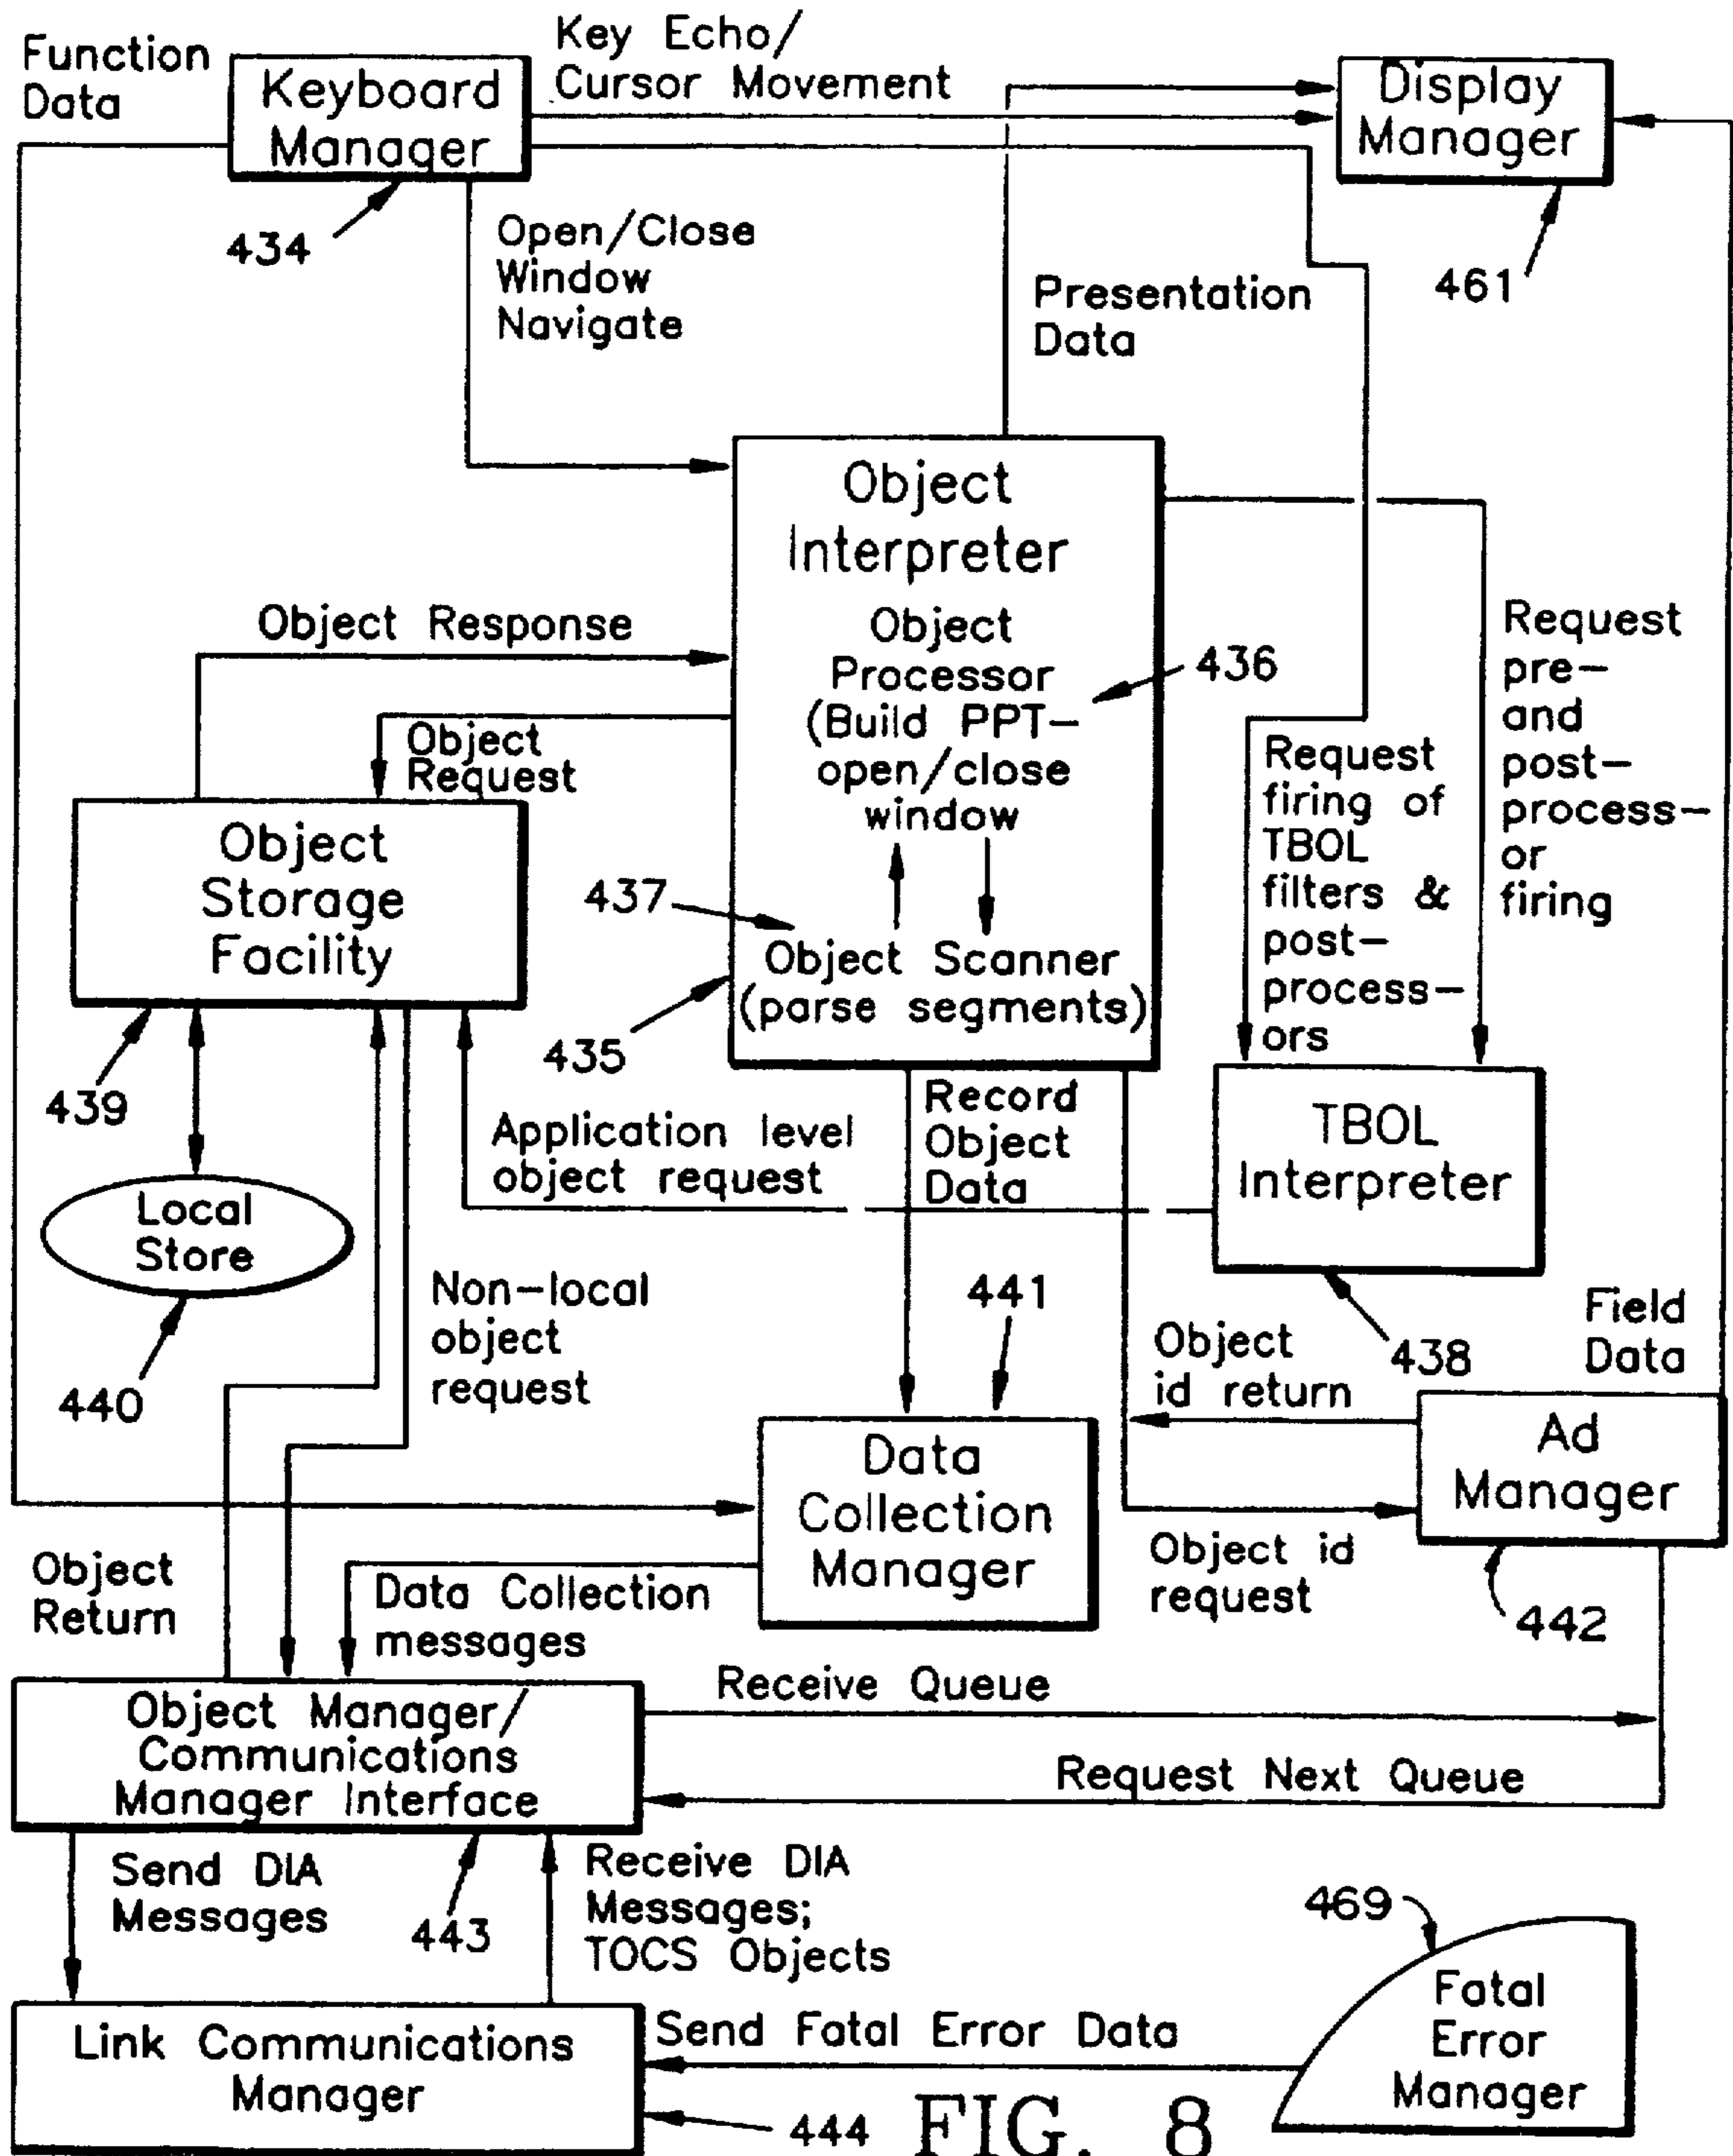 Function
Data
Keyboard
Manager
Key Echo/
Cursor Movement
Display
Manager
434
Open/Close
Window
Navigate
Presentation
Data
461
Object
Interpreter
Object
Processor
(Build PPT-
open/close
window
436
Object Response
Object
Request
Request
firing of
TBOL
filters &
post-
process-
ors
Request
pre-
and
post-
process-
or
firing
Object
Storage
Facility
437
Object Scanner
(parse segments)
435
439
Application level
object request
Record
Object
Data
TBOL
Interpreter
Local
Store
440
Non-local
object
request
441
438
Field
Data
Object
id return
Ad
Manager
Data
Collection
Manager
Object id
request
442
Object
Return
Data Collection
messages
Object Manager/
Communications
Manager Interface
Receive Queue
Request Next Queue
Send DIA
Messages
443
Receive DIA
Messages;
TOCS Objects
469
Fatal
Error
Manager
Link Communications
Manager
Send Fatal Error Data
444
FIG. 8